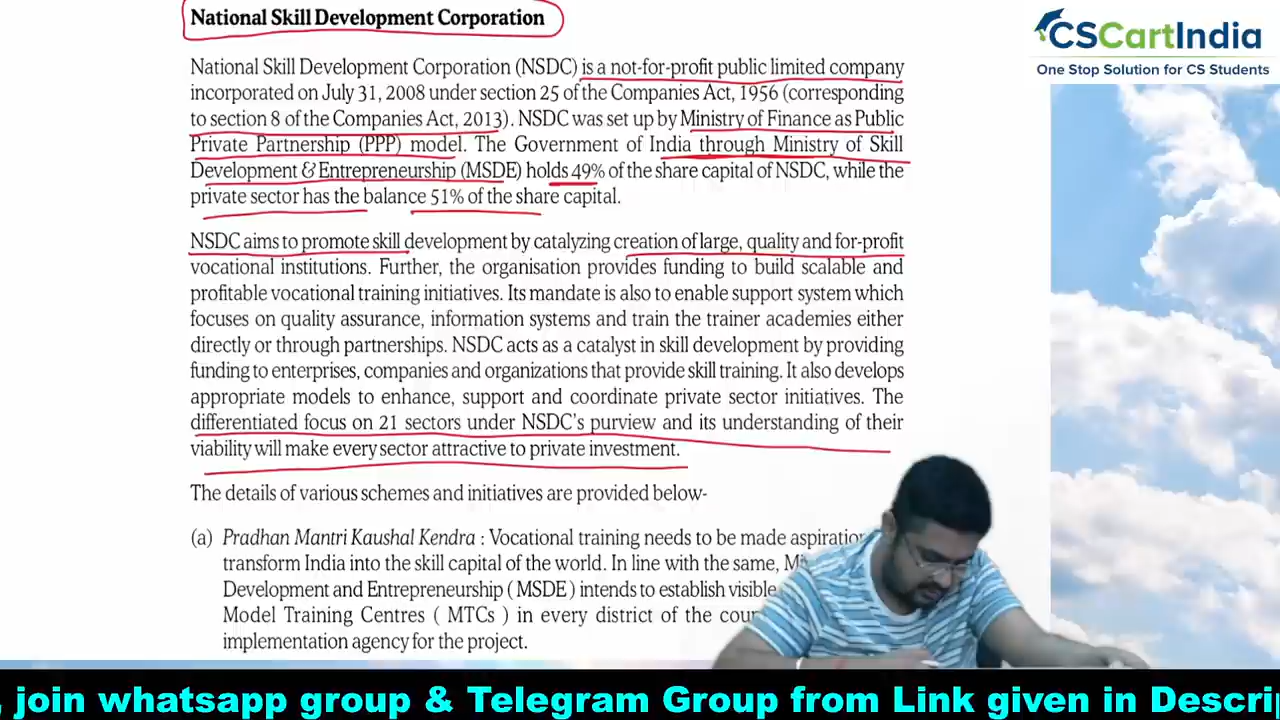 National Skill Development Corporation
CSCartIndia
One Stop Solution for CS Students
National Skill Development Corporation (NSDC) is a not-for-profit public limited company
incorporated on July 31, 2008 under section 25 of the Companies Act, 1956 (corresponding
to section 8 of the Companies Act, 2013). NSDC was set up by Ministry of Finance as Public
Private Partnership (PPP) model. The Government of India through Ministry of Skill
Development & Entrepreneurship (MSDE) holds 49% of the share capital of NSDC, while the
private sector has the balance 51% of the share capital.
NSDC aims to promote skill development by catalyzing creation of large, quality and for-profit
vocational institutions. Further, the organisation provides funding to build scalable and
profitable vocational training initiatives. Its mandate is also to enable support system which
focuses on quality assurance, information systems and train the trainer academies either
directly or through partnerships. NSDC acts as a catalyst in skill development by providing
funding to enterprises, companies and organizations that provide skill training. It also develops
appropriate models to enhance, support and coordinate private sector initiatives. The
differentiated focus on 21 sectors under NSDC's purview and its understanding of their
viability will make every sector attractive to private investment.
The details of various schemes and initiatives are provided below-
(a) Pradhan Mantri Kaushal Kendra : Vocational training needs to be made
transform India into the skill capital of the world. In line with the same,
Development and Entrepreneurship ( MSDE ) intends to establish visible
Model Training Centres ( MTCs ) in every district of the
implementation agency for the project.
, join whatsapp group & Telegram Group from Link given in Descri